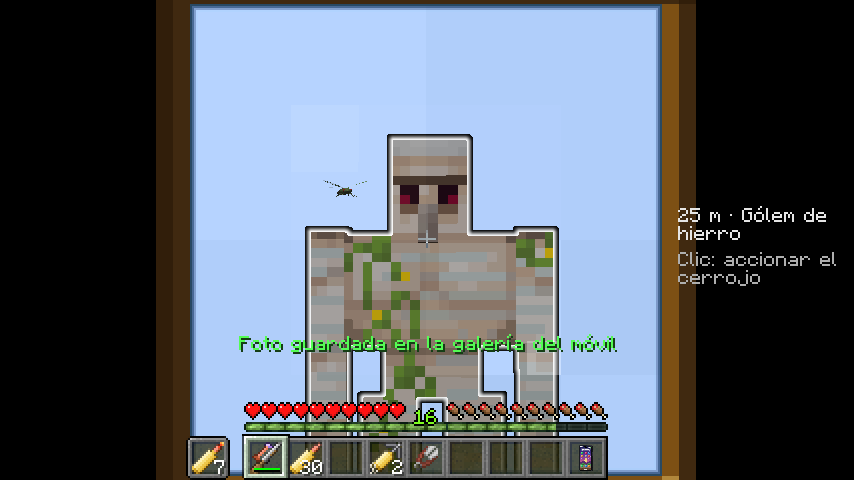 25 m · Gólem de
hierro
Clic: accionar el
cerrojo
Foto guardada en la galería del móvil
16
7
30
2